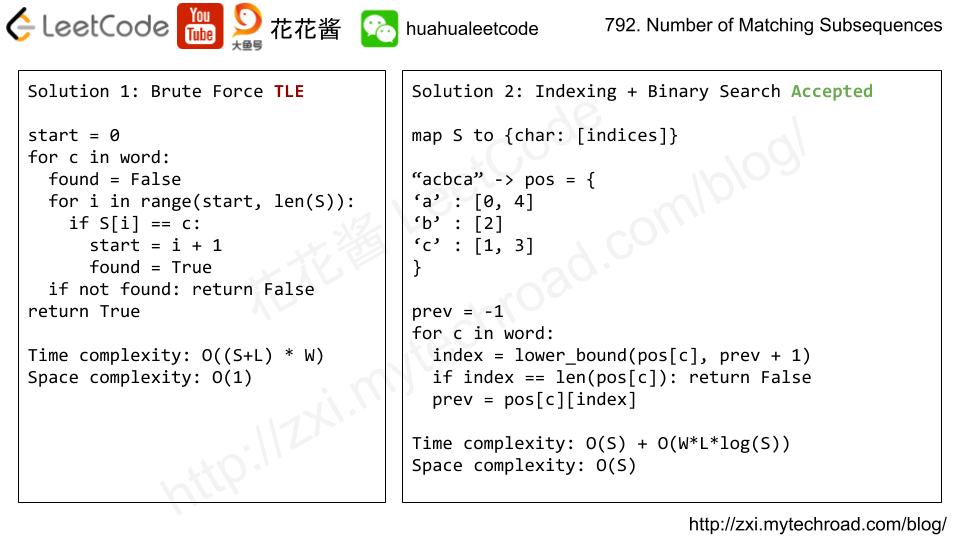 LeetCode
You
Tube
大鱼号
花花酱
huahualeetcode
792. Number of Matching Subsequences
Solution 1: Brute Force TLE
start = 0
for c in word:
  found = False
  for i in range(start, len(S)):
    if S[i] == c:
      start = i + 1
      found = True
  if not found: return False
return True
Time complexity: O((S+L) * W)
Space complexity: O(1)
Solution 2: Indexing + Binary Search Accepted
map S to {char: [indices]}
“acbca” -> pos = {
‘a’ : [0, 4]
‘b’ : [2]
‘c’ : [1, 3]
}
prev = -1
for c in word:
  index = lower_bound(pos[c], prev + 1)
  if index == len(pos[c]): return False
  prev = pos[c][index]
Time complexity: O(S) + O(W*L*log(S))
Space complexity: O(S)
花花酱 LeetCode
http://zxi.mytechroad.com/blog/
http://zxi.mytechroad.com/blog/